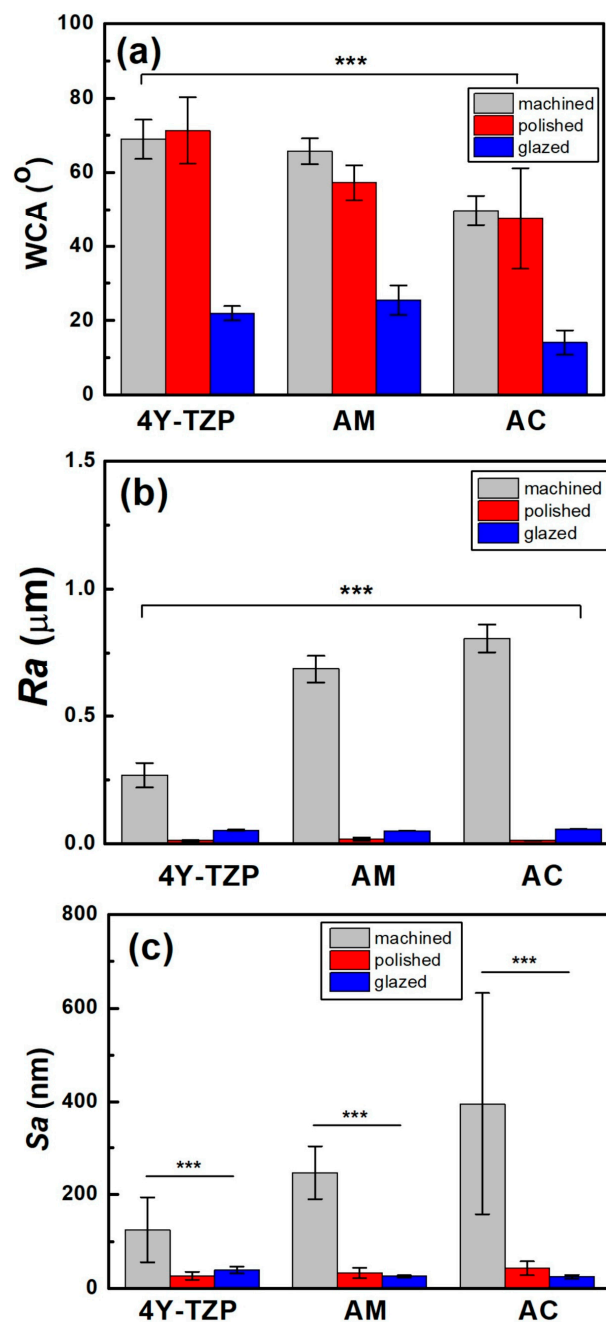 (a)
***
machined
polished
glazed
WCA (°)
100
80
60
40
20
0
4Y-TZP AM AC
(b)
machined
polished
glazed
***
Ra (μm)
1.5
1.0
0.5
0.0
4Y-TZP AM AC
(c)
machined
polished
glazed
***
***
***
Sa (nm)
800
600
400
200
0
4Y-TZP AM AC